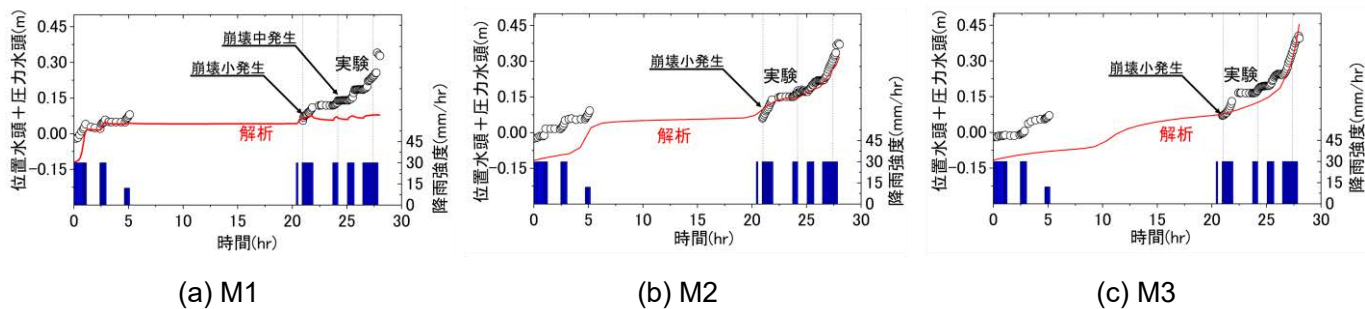 位置水頭＋圧力水頭(m)
0.45
0.30
0.15
0.00
-0.15
崩壊中発生
崩壊小発生
実験
解析
45
30
15
0
降雨強度(mm/hr)
0 5 10 15 20 25 30
時間(hr)
(a) M1
位置水頭＋圧力水頭(m)
0.45
0.30
0.15
0.00
-0.15
崩壊小発生
実験
解析
45
30
15
0
降雨強度(mm/hr)
0 5 10 15 20 25 30
時間(hr)
(b) M2
位置水頭＋圧力水頭(m)
0.45
0.30
0.15
0.00
-0.15
崩壊小発生
実験
解析
45
30
15
0
降雨強度(mm/hr)
0 5 10 15 20 25 30
時間(hr)
(c) M3